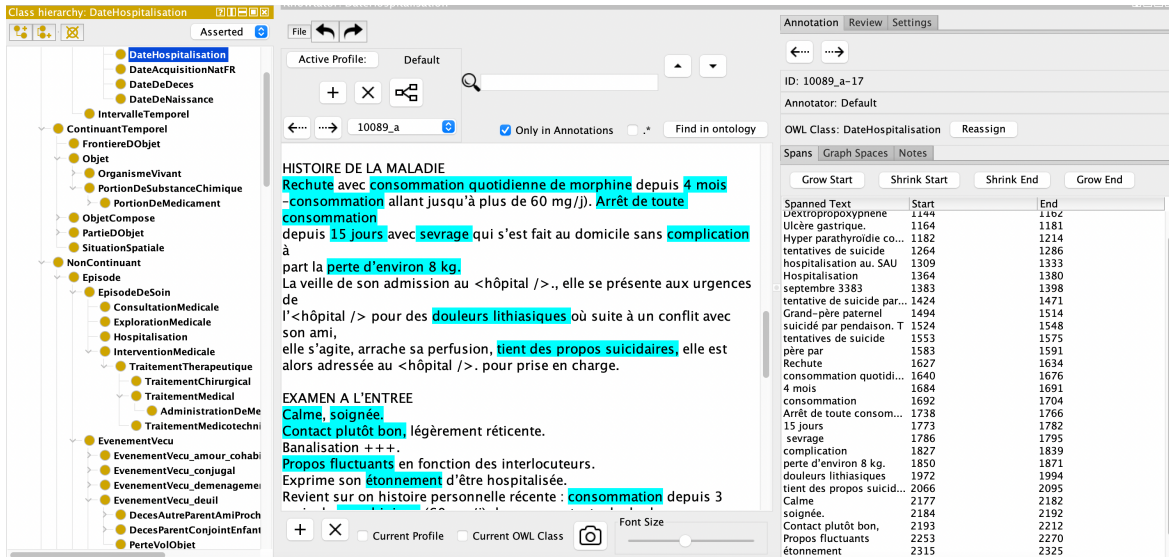 Class hierarchy: DateHospitalisation
Asserted
DateHospitalisation
DateAcquisitionNatFR
DateDeDeces
DateDeNaissance
IntervalleTemporel
ContinuantTemporel
FrontiereDObjet
Objet
OrganismeVivant
PortionDeSubstanceChimique
PortionDeMedicament
ObjetCompose
PartieDObjet
SituationSpatiale
NonContinuant
Episode
EpisodeDeSoin
ConsultationMedicale
ExplorationMedicale
Hospitalisation
InterventionMedicale
TraitementTherapeutique
TraitementChirurgical
TraitementMedical
AdministrationDeMe
TraitementMedicotechni
EvenementVecu
EvenementVecu_amour_cohabi
EvenementVecu_conjugal
EvenementVecu_demenagemer
EvenementVecu_deuil
DecesAutreParentAmiProch
DecesParentConjointEnfant
PerteVolObjet
File
Active Profile: Default
10089_a
Only in Annotations .* Find in ontology
HISTOIRE DE LA MALADIE
Rechute avec consommation quotidienne de morphine depuis 4 mois
-consommation allant jusqu'à plus de 60 mg/j). Arrêt de toute
consommation
depuis 15 jours avec sevrage qui s'est fait au domicile sans complication
à
part la perte d'environ 8 kg.
La veille de son admission au <hôpital />., elle se présente aux urgences
de
l'<hôpital /> pour des douleurs lithiasiques où suite à un conflit avec
son ami,
elle s'agite, arrache sa perfusion, tient des propos suicidaires, elle est
alors adressée au <hôpital />. pour prise en charge.
EXAMEN A L'ENTREE
Calme, soignée.
Contact plutôt bon, légèrement réticente.
Banalisation +++.
Propos fluctuants en fonction des interlocuteurs.
Exprime son étonnement d'être hospitalisée.
Revient sur on histoire personnelle récente : consommation depuis 3
Current Profile Current OWL Class
Font Size
Annotation Review Settings
ID: 10089_a-17
Annotator: Default
OWL Class: DateHospitalisation Reassign
Spans Graph Spaces Notes
Grow Start Shrink Start Shrink End Grow End
Spanned Text Start End
Dextropropoxyphene 1144 1162
Ulcère gastrique. 1164 1181
Hyper parathyroïdie co... 1182 1214
tentatives de suicide 1264 1286
hospitalisation au. SAU 1309 1333
Hospitalisation 1364 1380
septembre 3383 1383 1398
tentative de suicide par... 1424 1471
Grand-père paternel 1494 1514
suicidé par pendaison. T 1524 1548
tentatives de suicide 1553 1575
père par 1583 1591
Rechute 1627 1634
consommation quotidi... 1640 1676
4 mois 1684 1691
consommation 1692 1704
Arrêt de toute consom... 1738 1766
15 jours 1773 1782
sevrage 1786 1795
complication 1827 1839
perte d'environ 8 kg. 1850 1871
douleurs lithiasiques 1972 1994
tient des propos suicid... 2066 2095
Calme 2177 2182
soignée. 2184 2192
Contact plutôt bon, 2193 2212
Propos fluctuants 2253 2270
étonnement 2315 2325